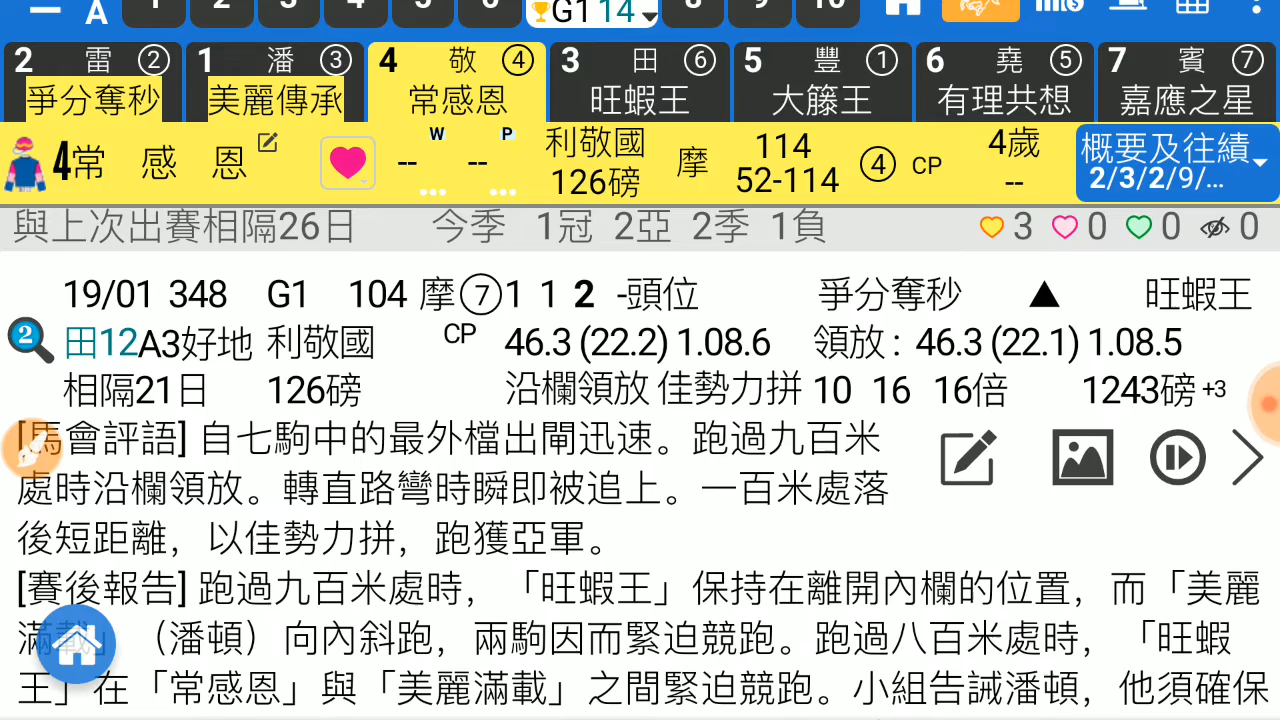 A 1 2 3 4 5 6 G1 14 8 9 10
2 雷 ② 1 潘 ③ 4 敬 ④ 3 田 ⑥ 5 豐 ① 6 堯 ⑤ 7 賓 ⑦
爭分奪秒 美麗傳承 常感恩 旺蝦王 大籐王 有理共想 嘉應之星
4常 感 恩 -- W -- P 利敬國 摩 114 ④ CP 4歲 概要及往績
126磅 52-114 -- 2/3/2/9/...
與上次出賽相隔26日 今季 1冠 2亞 2季 1負 3 0 0 0
19/01 348 G1 104 摩⑦1 1 2 -頭位 爭分奪秒 ▲ 旺蝦王
2 田12A3好地 利敬國 CP 46.3 (22.2) 1.08.6 領放 : 46.3 (22.1) 1.08.5
相隔21日 126磅 沿欄領放 佳勢力拼 10 16 16倍 1243磅 +3
[馬會評語] 自七駒中的最外檔出閘迅速。跑過九百米
處時沿欄領放。轉直路彎時瞬即被追上。一百米處落
後短距離，以佳勢力拼，跑獲亞軍。
[賽後報告] 跑過九百米處時，「旺蝦王」保持在離開內欄的位置，而「美麗
滿載」（潘頓）向內斜跑，兩駒因而緊迫競跑。跑過八百米處時，「旺蝦
王」在「常感恩」與「美麗滿載」之間緊迫競跑。小組告誡潘頓，他須確保